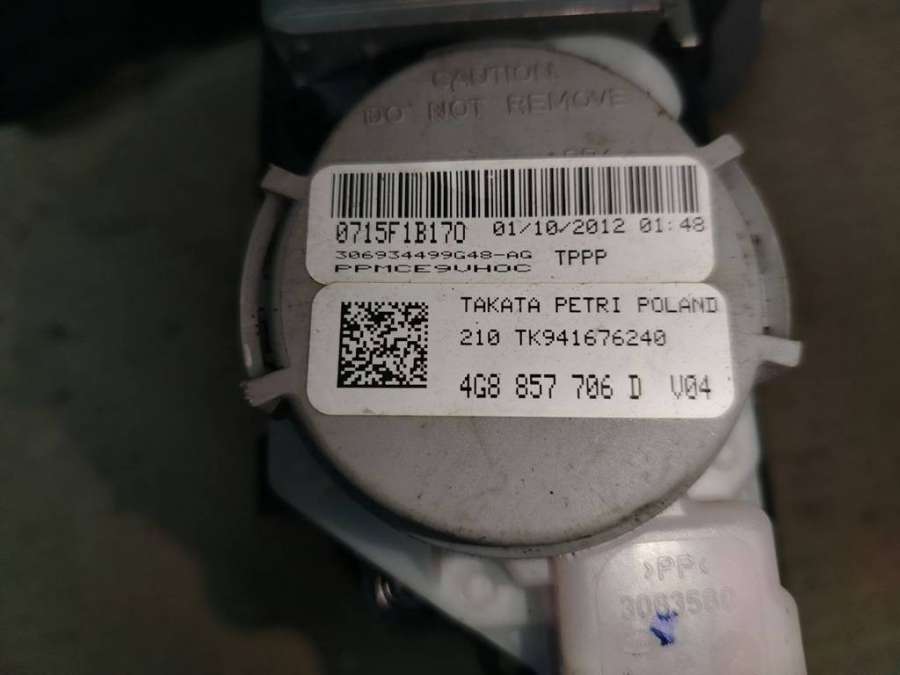 CAUTION
DO NOT REMOVE
0715F1B170 01/10/2012 01:48
306934499G48-AG TPPP
PPMCE9VHOC
TAKATA PETRI POLAND
210 TK941676240
4G8 857 706 D V04
>PP<